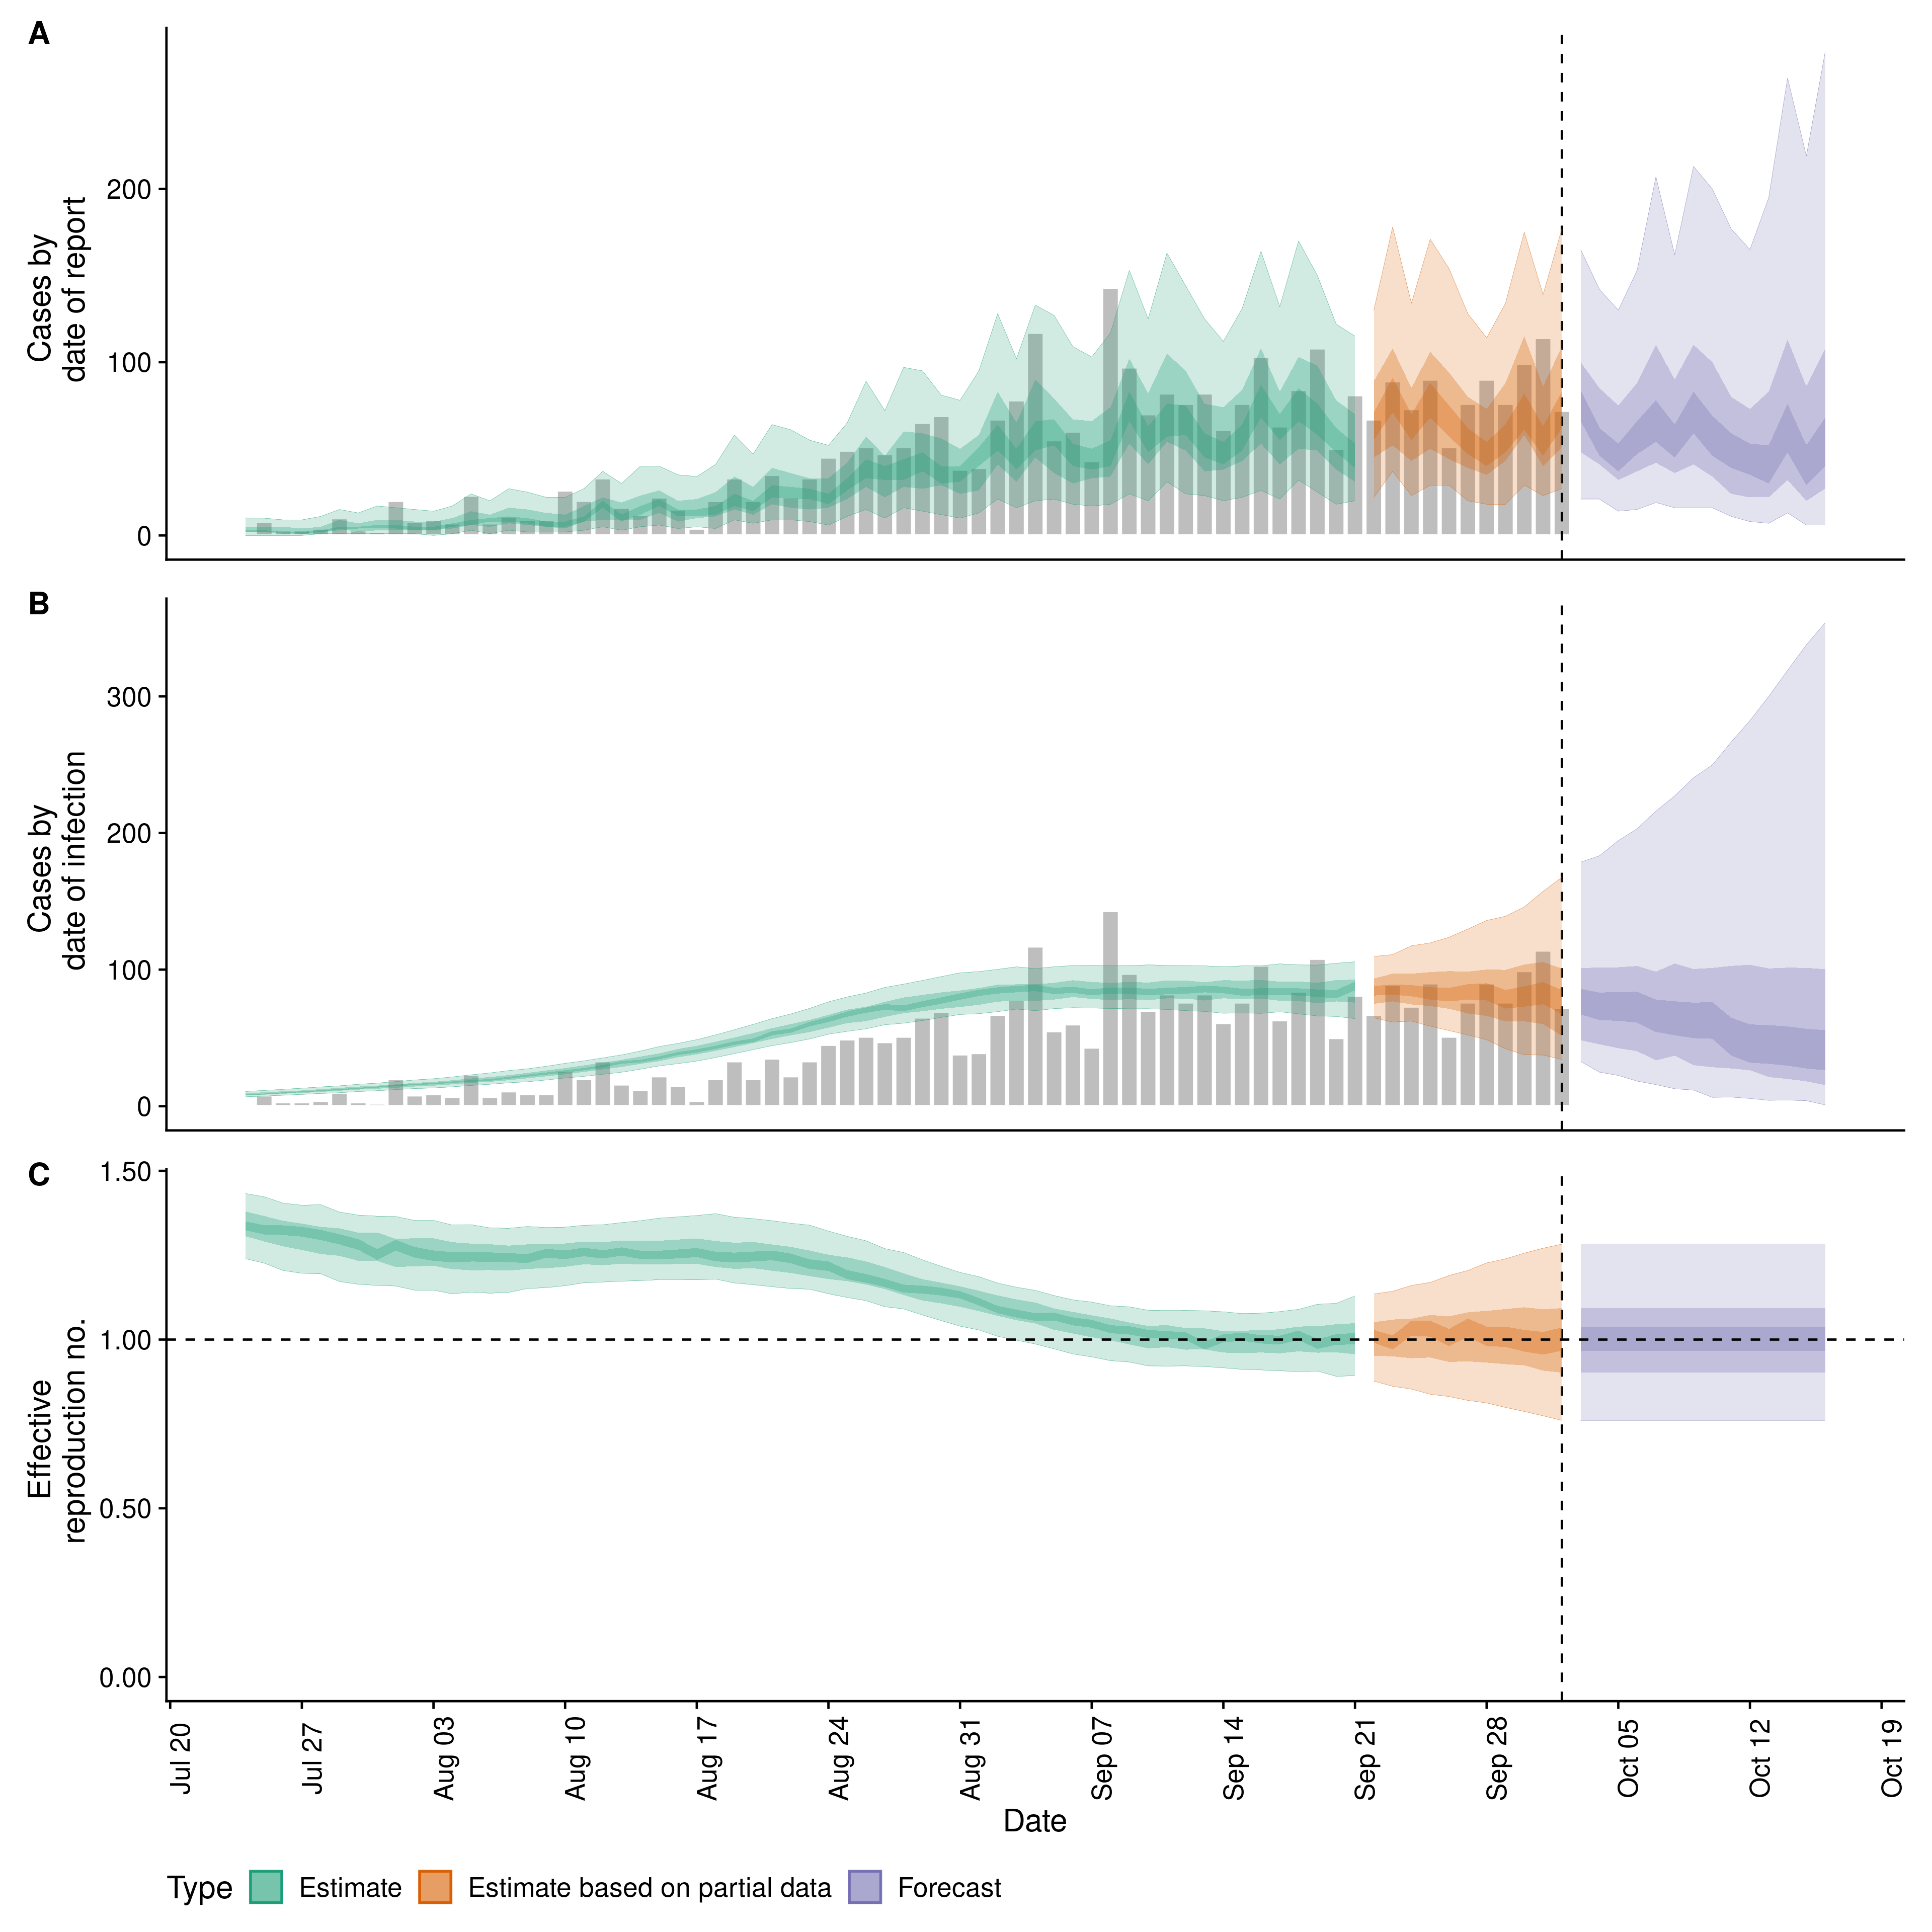 A
Cases by
date of report
200
100
0
B
Cases by
date of infection
300
200
100
0
C
Effective
reproduction no.
1.50
1.00
0.50
0.00
Jul 20
Jul 27
Aug 03
Aug 10
Aug 17
Aug 24
Aug 31
Sep 07
Sep 14
Sep 21
Sep 28
Oct 05
Oct 12
Oct 19
Date
Type Estimate Estimate based on partial data Forecast